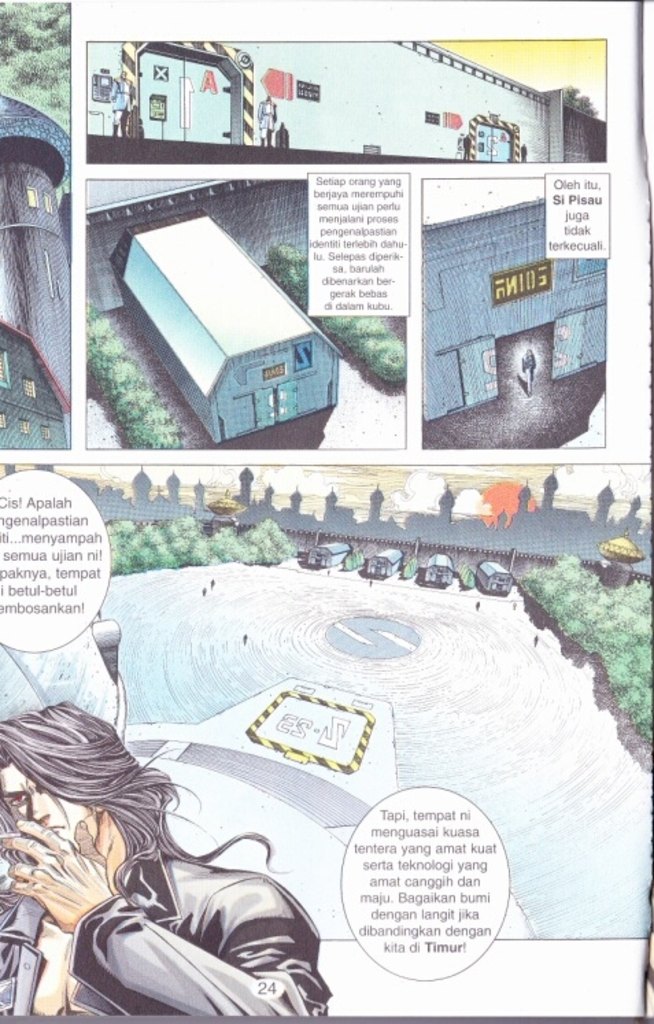 A
1
Setiap orang yang
berjaya merempuhi
semua ujian perlu
menjalani proses
pengenalpastian
identiti terlebih dahu-
lu. Selepas diperik-
sa, barulah
dibenarkan ber-
gerak bebas
di dalam kubu.
Oleh itu,
Si Pisau
juga
tidak
terkecuali.
Cis! Apalah
ngenalpastian
iti...menyampah
semua ujian ni!
paknya, tempat
i betul-betul
embosankan!
Tapi, tempat ni
menguasai kuasa
tentera yang amat kuat
serta teknologi yang
amat canggih dan
maju. Bagaikan bumi
dengan langit jika
dibandingkan dengan
kita di Timur!
24